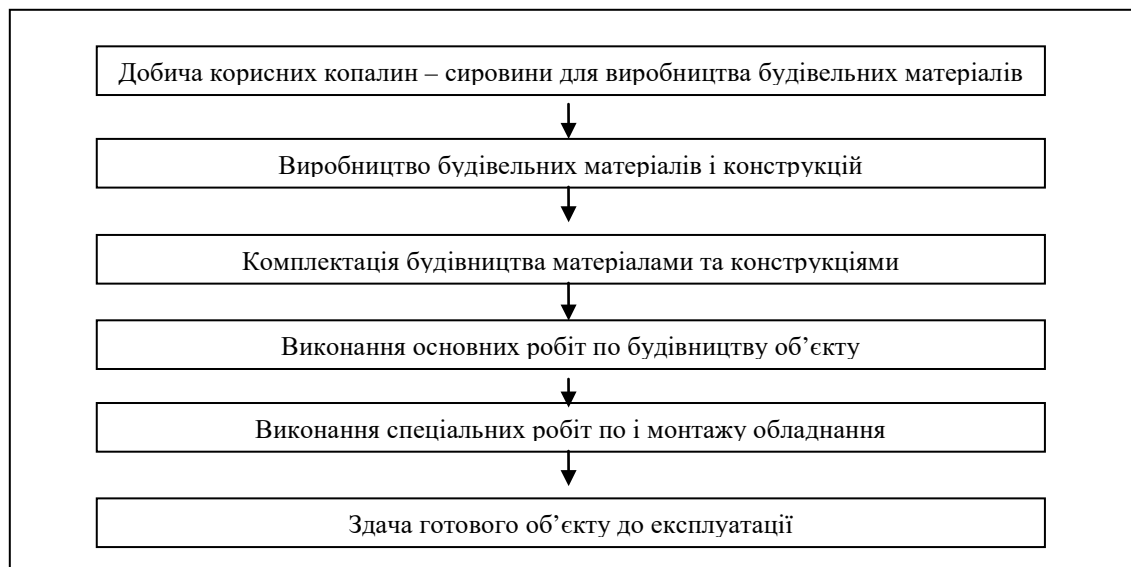 Добича корисних копалин – сировини для виробництва будівельних матеріалів
Виробництво будівельних матеріалів і конструкцій
Комплектація будівництва матеріалами та конструкціями
Виконання основних робіт по будівництву об’єкту
Виконання спеціальних робіт по і монтажу обладнання
Здача готового об’єкту до експлуатації